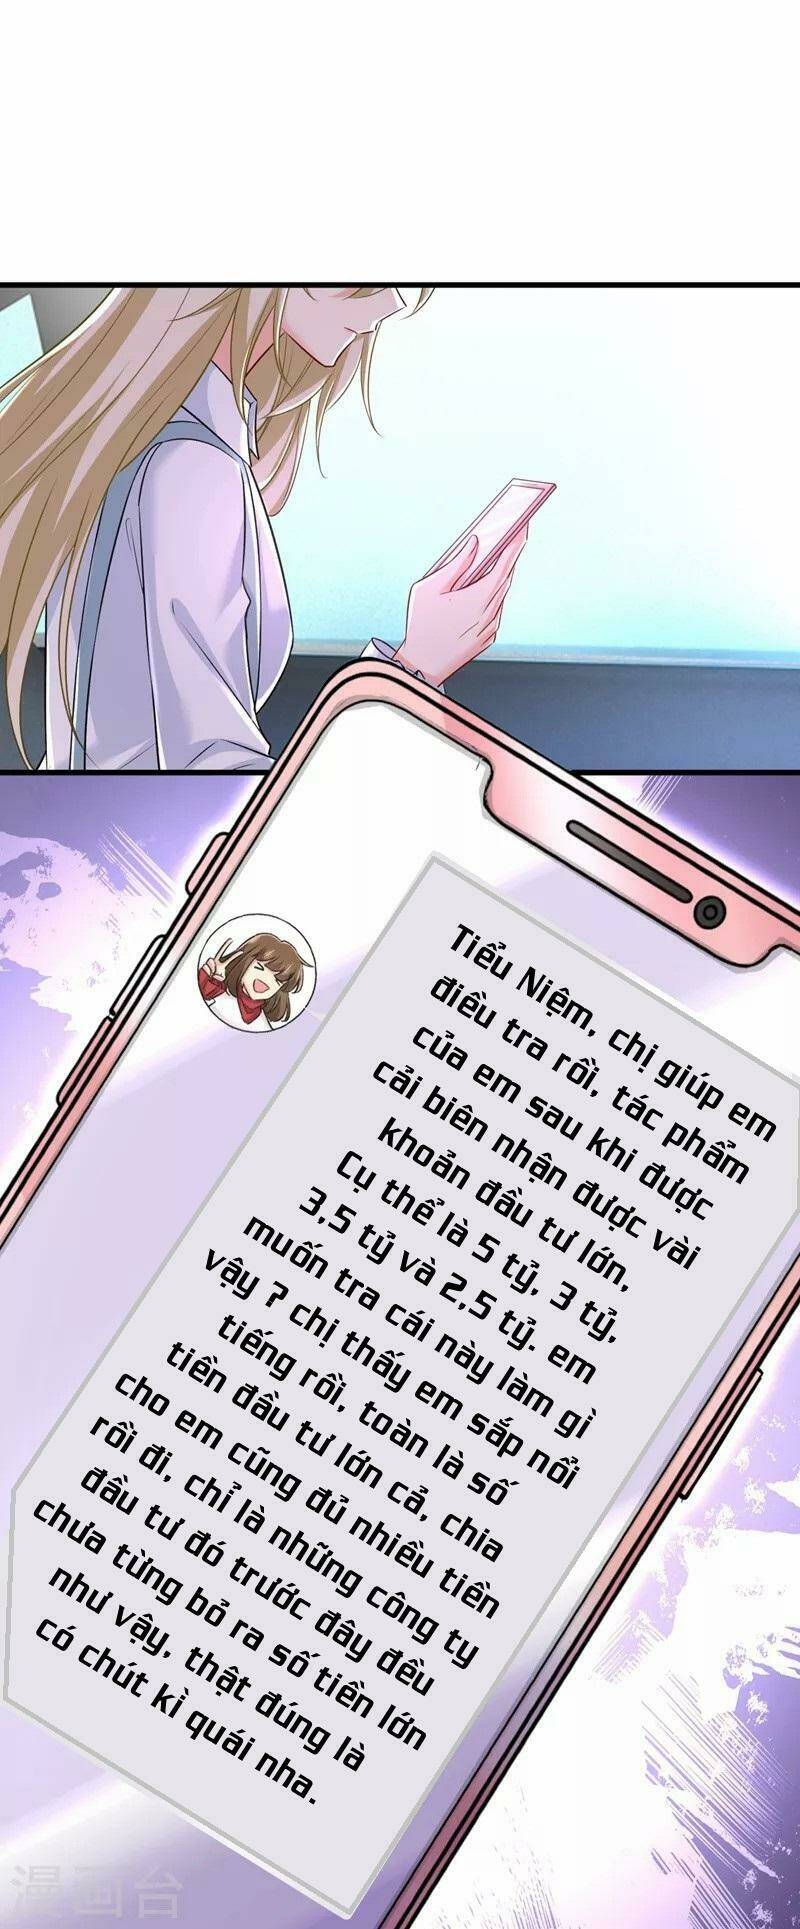 Tiểu Niệm, chị giúp em
điều tra rồi, tác phẩm
của em sau khi được
cải biên nhận được vài
khoản đầu tư lớn,
Cụ thể là 5 tỷ, 3 tỷ,
3,5 tỷ và 2,5 tỷ. em
muốn tra cái này làm gì
vậy ? chị thấy em sắp nổi
tiếng rồi, toàn là số
tiền đầu tư lớn cả, chia
cho em cũng đủ nhiều tiền
rồi đi, chỉ là những công ty
đầu tư đó trước đây đều
chưa từng bỏ ra số tiền lớn
như vậy, thật đúng là
có chút kì quái nha.
漫画台